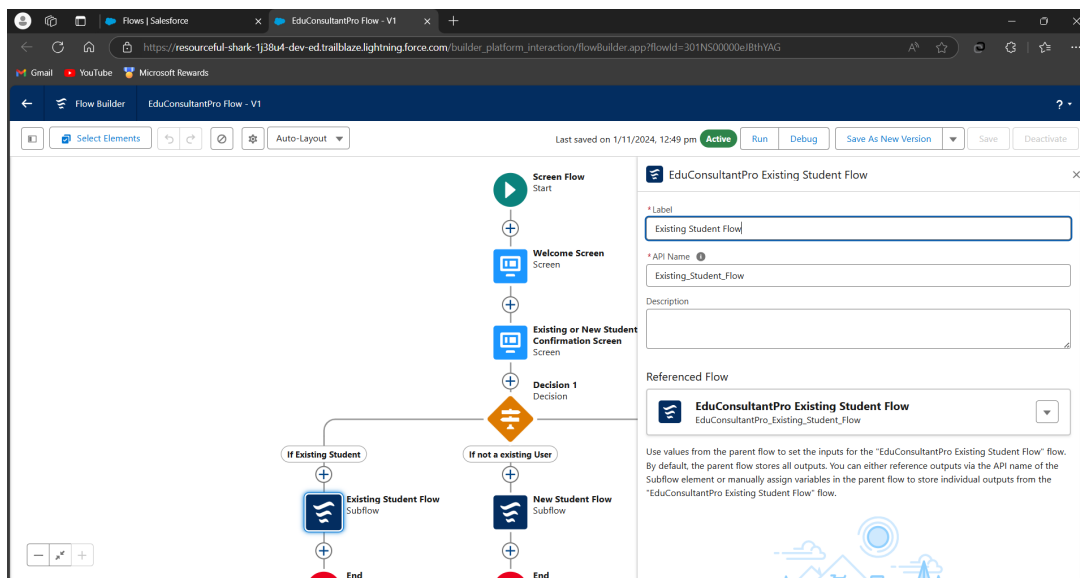 Flows | Salesforce
EduConsultantPro Flow - V1
https://resourceful-shark-1j38u4-dev-ed.trailblaze.lightning.force.com/builder_platform_interaction/flowBuilder.app?flowId=301NS00000eJBthYAG
Gmail
YouTube
Microsoft Rewards
Flow Builder
EduConsultantPro Flow - V1
?
Select Elements
Auto-Layout
Last saved on 1/11/2024, 12:49 pm
Active
Run
Debug
Save As New Version
Save
Deactivate
Screen Flow
Start
Welcome Screen
Screen
Existing or New Student
Confirmation Screen
Screen
Decision 1
Decision
If Existing Student
If not a existing User
Existing Student Flow
Subflow
New Student Flow
Subflow
End
End
EduConsultantPro Existing Student Flow
* Label
Existing Student Flow
* API Name
Existing_Student_Flow
Description
Referenced Flow
EduConsultantPro Existing Student Flow
EduConsultantPro_Existing_Student_Flow
Use values from the parent flow to set the inputs for the "EduConsultantPro Existing Student Flow" flow.
By default, the parent flow stores all outputs. You can either reference outputs via the API name of the
Subflow element or manually assign variables in the parent flow to store individual outputs from the
"EduConsultantPro Existing Student Flow" flow.